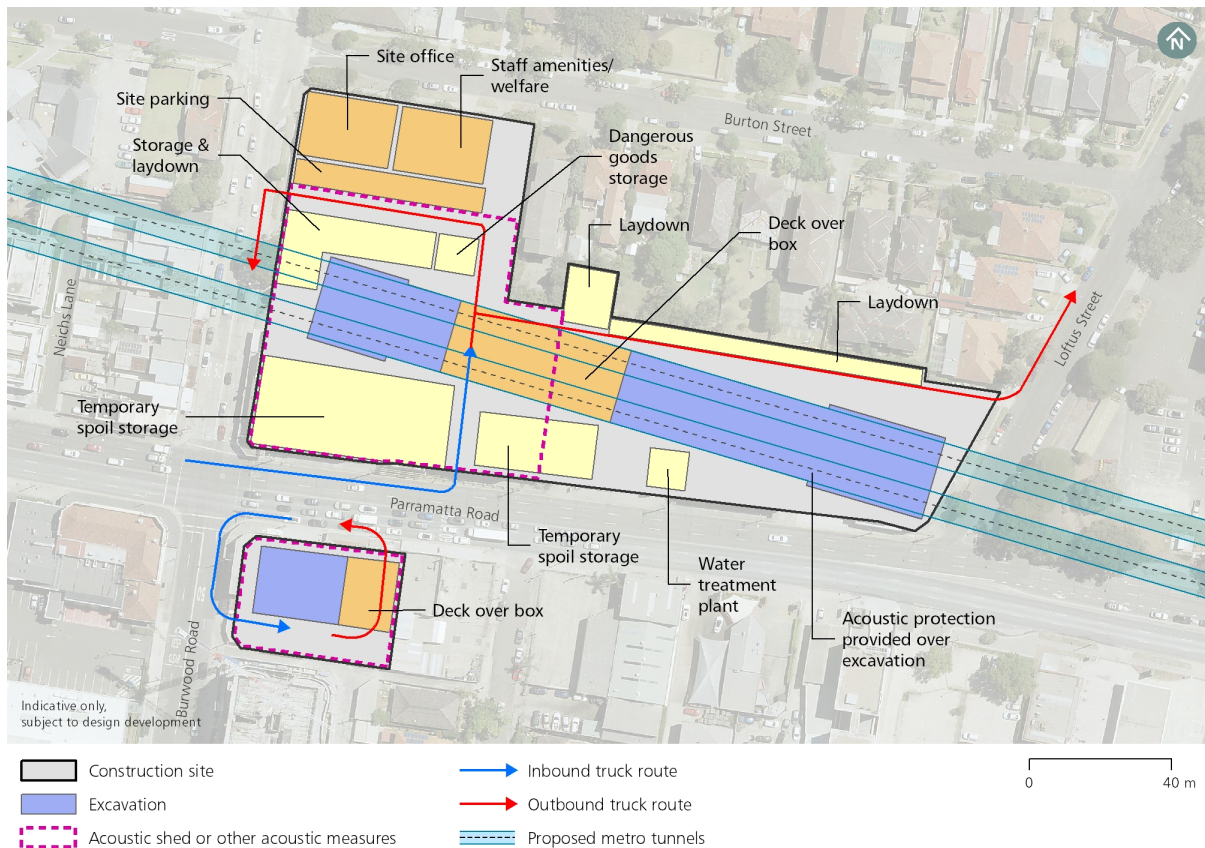 N
Site office
Staff amenities/
welfare
Site parking
Storage &
laydown
Dangerous
goods
storage
Burton Street
Laydown
Deck over
box
Laydown
Neichs Lane
Loftus Street
Temporary
spoil storage
Parramatta Road
Temporary
spoil storage
Water
treatment
plant
Deck over box
Acoustic protection
provided over
excavation
Burwood Road
Indicative only,
subject to design development
Construction site
Inbound truck route
0
40 m
Excavation
Outbound truck route
Acoustic shed or other acoustic measures
Proposed metro tunnels